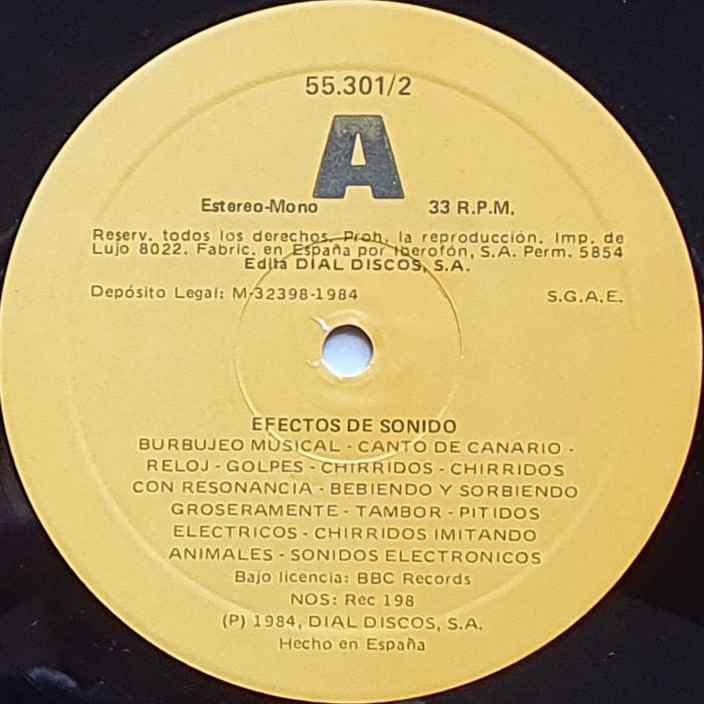 55.301/2
A
Estereo-Mono 33 R.P.M.
Reserv. todos los derechos. Proh. la reproducción. Imp. de
Lujo 8022. Fabric. en España por Iberofón, S.A. Perm. 5854
Edita DIAL DISCOS, S.A.
Depósito Legal: M-32398-1984 S.G.A.E.
EFECTOS DE SONIDO
BURBUJEO MUSICAL - CANTO DE CANARIO -
RELOJ - GOLPES - CHIRRIDOS - CHIRRIDOS
CON RESONANCIA - BEBIENDO Y SORBIENDO
GROSERAMENTE - TAMBOR - PITIDOS
ELECTRICOS - CHIRRIDOS IMITANDO
ANIMALES - SONIDOS ELECTRONICOS
Bajo licencia: BBC Records
NOS: Rec 198
(P) 1984, DIAL DISCOS, S.A.
Hecho en España